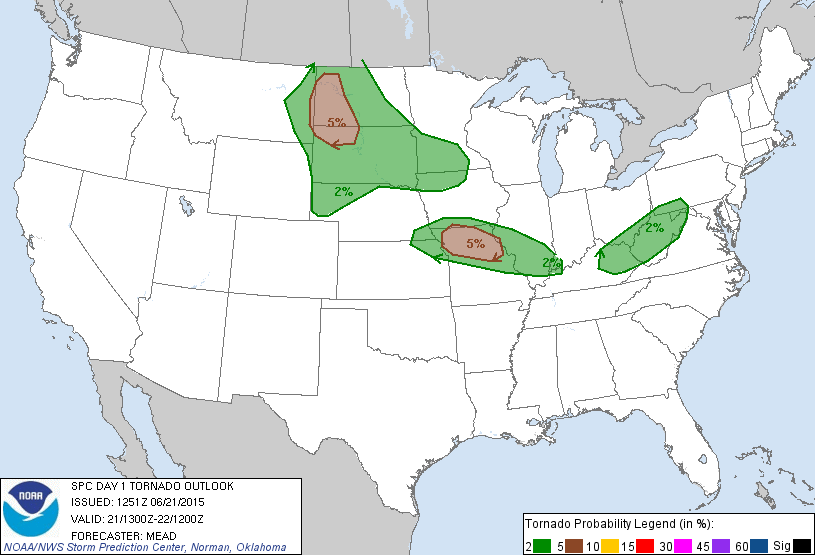 5%
2%
5%
2%
2%
NOAA
SPC DAY 1 TORNADO OUTLOOK
ISSUED: 1251Z 06/21/2015
VALID: 21/1300Z-22/1200Z
FORECASTER: MEAD
NOAA/NWS Storm Prediction Center, Norman, Oklahoma
Tornado Probability Legend (in %):
2 5 10 15 30 45 60 Sig